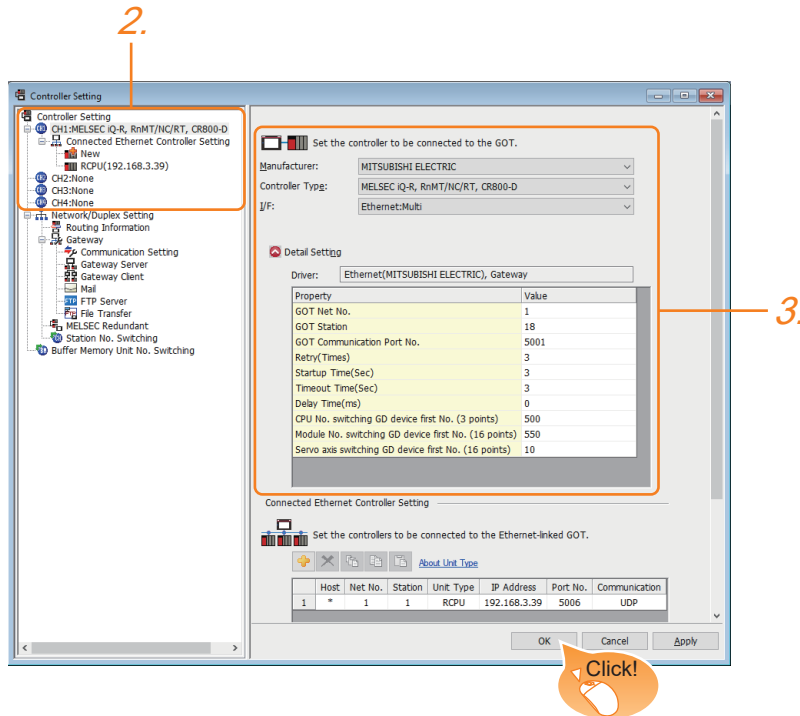 2.
Controller Setting
Controller Setting
CH1:MELSEC iQ-R, RnMT/NC/RT, CR800-D
Connected Ethernet Controller Setting
New
RCPU(192.168.3.39)
CH2:None
CH3:None
CH4:None
Network/Duplex Setting
Routing Information
Gateway
Communication Setting
Gateway Server
Gateway Client
Mail
FTP Server
File Transfer
MELSEC Redundant
Station No. Switching
Buffer Memory Unit No. Switching
Set the controller to be connected to the GOT.
Manufacturer: MITSUBISHI ELECTRIC
Controller Type: MELSEC iQ-R, RnMT/NC/RT, CR800-D
I/F: Ethernet:Multi
Detail Setting
Driver: Ethernet(MITSUBISHI ELECTRIC), Gateway
Property Value
GOT Net No. 1
GOT Station 18
GOT Communication Port No. 5001
Retry(Times) 3
Startup Time(Sec) 3
Timeout Time(Sec) 3
Delay Time(ms) 0
CPU No. switching GD device first No. (3 points) 500
Module No. switching GD device first No. (16 points) 550
Servo axis switching GD device first No. (16 points) 10
3.
Connected Ethernet Controller Setting
Set the controllers to be connected to the Ethernet-linked GOT.
About Unit Type
Host Net No. Station Unit Type IP Address Port No. Communication
1 * 1 1 RCPU 192.168.3.39 5006 UDP
OK Cancel Apply
Click!